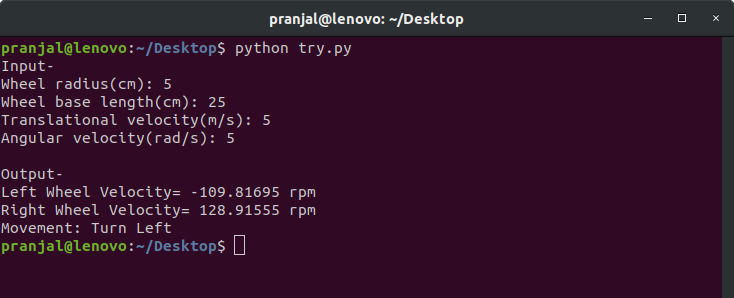 pranjal@lenovo: ~/Desktop
pranjal@lenovo:~/Desktop$ python try.py
Input-
Wheel radius(cm): 5
Wheel base length(cm): 25
Translational velocity(m/s): 5
Angular velocity(rad/s): 5
Output-
Left Wheel Velocity= -109.81695 rpm
Right Wheel Velocity= 128.91555 rpm
Movement: Turn Left
pranjal@lenovo:~/Desktop$